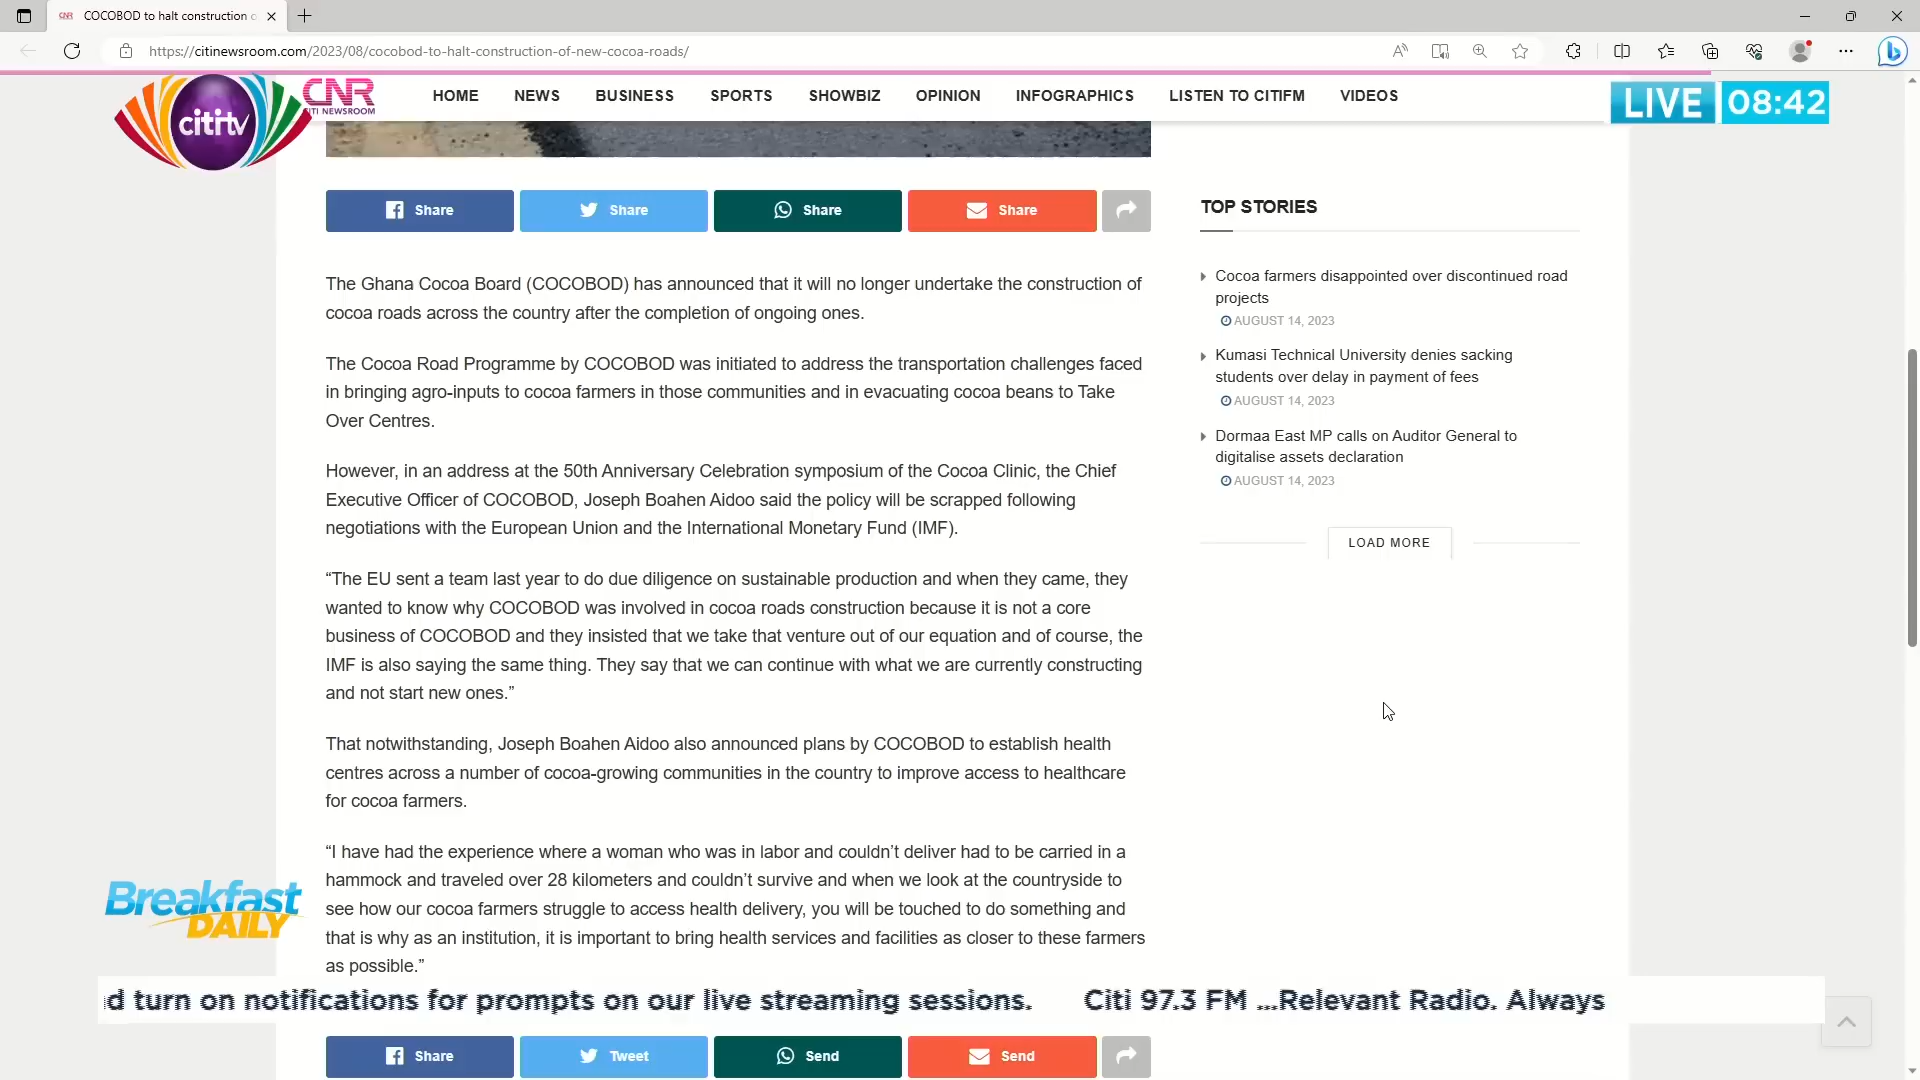 COCOBOD to halt construction o
https://citinewsroom.com/2023/08/cocobod-to-halt-construction-of-new-cocoa-roads/
cititv
CNR
CITI NEWSROOM
HOME NEWS BUSINESS SPORTS SHOWBIZ OPINION INFOGRAPHICS LISTEN TO CITIFM VIDEOS
LIVE 08:42
Share Share Share Share
The Ghana Cocoa Board (COCOBOD) has announced that it will no longer undertake the construction of
cocoa roads across the country after the completion of ongoing ones.
The Cocoa Road Programme by COCOBOD was initiated to address the transportation challenges faced
in bringing agro-inputs to cocoa farmers in those communities and in evacuating cocoa beans to Take
Over Centres.
However, in an address at the 50th Anniversary Celebration symposium of the Cocoa Clinic, the Chief
Executive Officer of COCOBOD, Joseph Boahen Aidoo said the policy will be scrapped following
negotiations with the European Union and the International Monetary Fund (IMF).
“The EU sent a team last year to do due diligence on sustainable production and when they came, they
wanted to know why COCOBOD was involved in cocoa roads construction because it is not a core
business of COCOBOD and they insisted that we take that venture out of our equation and of course, the
IMF is also saying the same thing. They say that we can continue with what we are currently constructing
and not start new ones.”
That notwithstanding, Joseph Boahen Aidoo also announced plans by COCOBOD to establish health
centres across a number of cocoa-growing communities in the country to improve access to healthcare
for cocoa farmers.
“I have had the experience where a woman who was in labor and couldn’t deliver had to be carried in a
hammock and traveled over 28 kilometers and couldn’t survive and when we look at the countryside to
see how our cocoa farmers struggle to access health delivery, you will be touched to do something and
that is why as an institution, it is important to bring health services and facilities as closer to these farmers
as possible.”
TOP STORIES
Cocoa farmers disappointed over discontinued road
projects
AUGUST 14, 2023
Kumasi Technical University denies sacking
students over delay in payment of fees
AUGUST 14, 2023
Dormaa East MP calls on Auditor General to
digitalise assets declaration
AUGUST 14, 2023
LOAD MORE
Breakfast
DAILY
d turn on notifications for prompts on our live streaming sessions. Citi 97.3 FM ...Relevant Radio. Always
Share Tweet Send Send